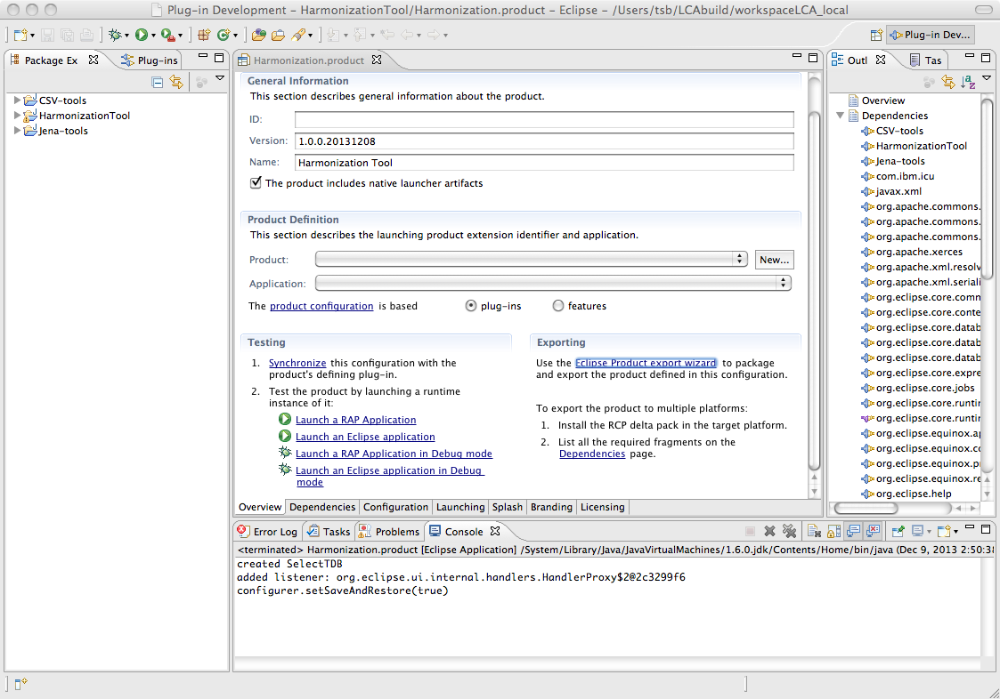 Plug-in Development – HarmonizationTool/Harmonization.product – Eclipse – /Users/tsb/LCAbuild/workspaceLCA_local
Plug-in Dev...
Package Ex
Plug-ins
CSV-tools
HarmonizationTool
Jena-tools
Harmonization.product
General Information
This section describes general information about the product.
ID:
Version: 1.0.0.20131208
Name: Harmonization Tool
The product includes native launcher artifacts
Product Definition
This section describes the launching product extension identifier and application.
Product: New...
Application:
The product configuration is based plug-ins features
Testing
1. Synchronize this configuration with the
product's defining plug-in.
2. Test the product by launching a runtime
instance of it:
Launch a RAP Application
Launch an Eclipse application
Launch a RAP Application in Debug mode
Launch an Eclipse application in Debug
mode
Exporting
Use the Eclipse Product export wizard to package
and export the product defined in this configuration.
To export the product to multiple platforms:
1. Install the RCP delta pack in the target platform.
2. List all the required fragments on the
Dependencies page.
Overview Dependencies Configuration Launching Splash Branding Licensing
Outl
Tas
Overview
Dependencies
CSV-tools
HarmonizationTool
Jena-tools
com.ibm.icu
javax.xml
org.apache.commons.
org.apache.commons.
org.apache.commons.
org.apache.xerces
org.apache.xml.resolv
org.apache.xml.seriali
org.eclipse.core.comn
org.eclipse.core.conte
org.eclipse.core.datab
org.eclipse.core.datab
org.eclipse.core.datab
org.eclipse.core.expre
org.eclipse.core.jobs
org.eclipse.core.runtin
org.eclipse.core.runtin
org.eclipse.equinox.ap
org.eclipse.equinox.co
org.eclipse.equinox.pr
org.eclipse.equinox.re
org.eclipse.help
Error Log Tasks Problems Console
<terminated> Harmonization.product [Eclipse Application] /System/Library/Java/JavaVirtualMachines/1.6.0.jdk/Contents/Home/bin/java (Dec 9, 2013 2:50:38
created SelectTDB
added listener: org.eclipse.ui.internal.handlers.HandlerProxy$2@2c3299f6
configurer.setSaveAndRestore(true)